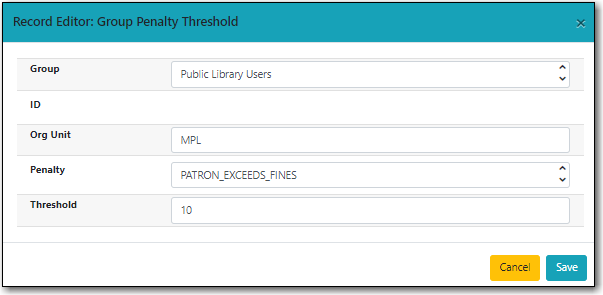 Record Editor: Group Penalty Threshold ×
Group Public Library Users
ID
Org Unit MPL
Penalty PATRON_EXCEEDS_FINES
Threshold 10
Cancel Save